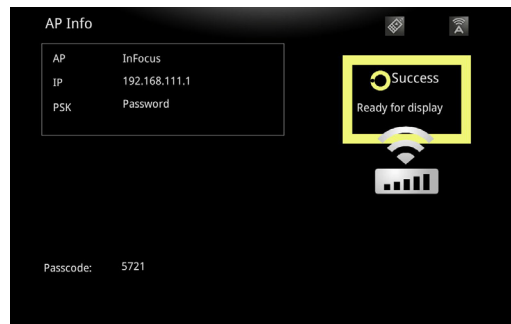 AP Info
AP InFocus
IP 192.168.111.1
PSK Password
Success
Ready for display
Passcode: 5721
A